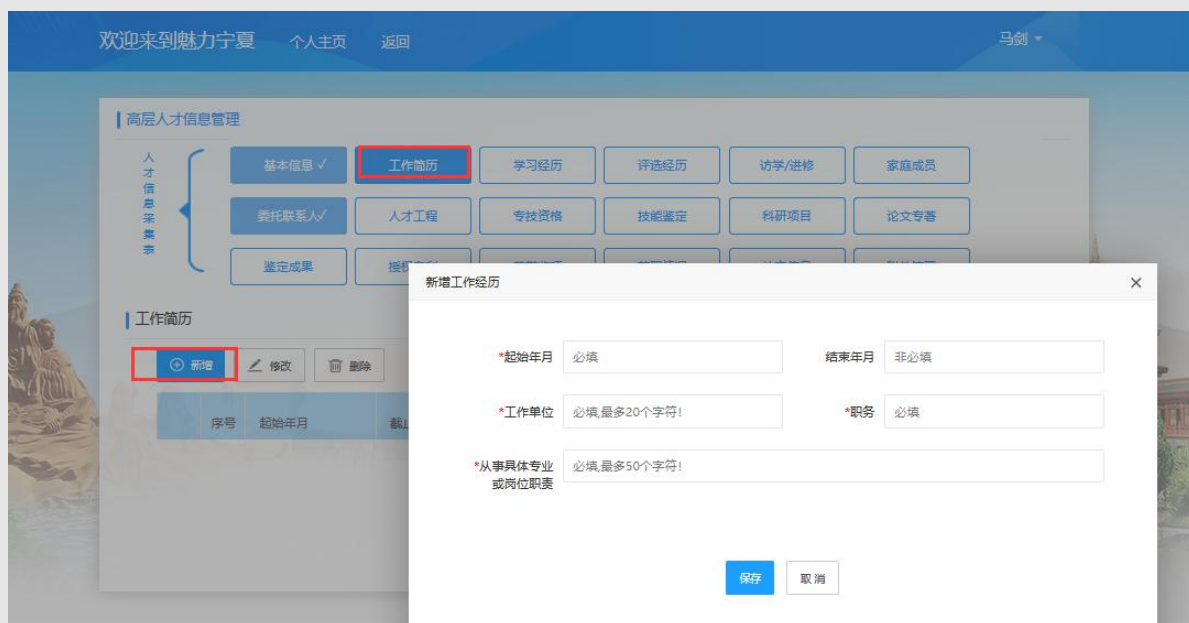 欢迎来到魅力宁夏 个人主页 返回 马剑
高层人才信息管理
人才信息采集表
基本信息✓ 工作简历 学习经历 评选经历 访学/进修 家庭成员
委托联系人✓ 人才工程 专技资格 技能鉴定 科研项目 论文专著
鉴定成果 授权
新增工作经历
工作简历
*起始年月 必填 结束年月 非必填
新增 修改 删除
*工作单位 必填,最多20个字符! *职务 必填
序号 起始年月 截止
*从事具体专业 必填,最多50个字符!
或岗位职责
保存 取消